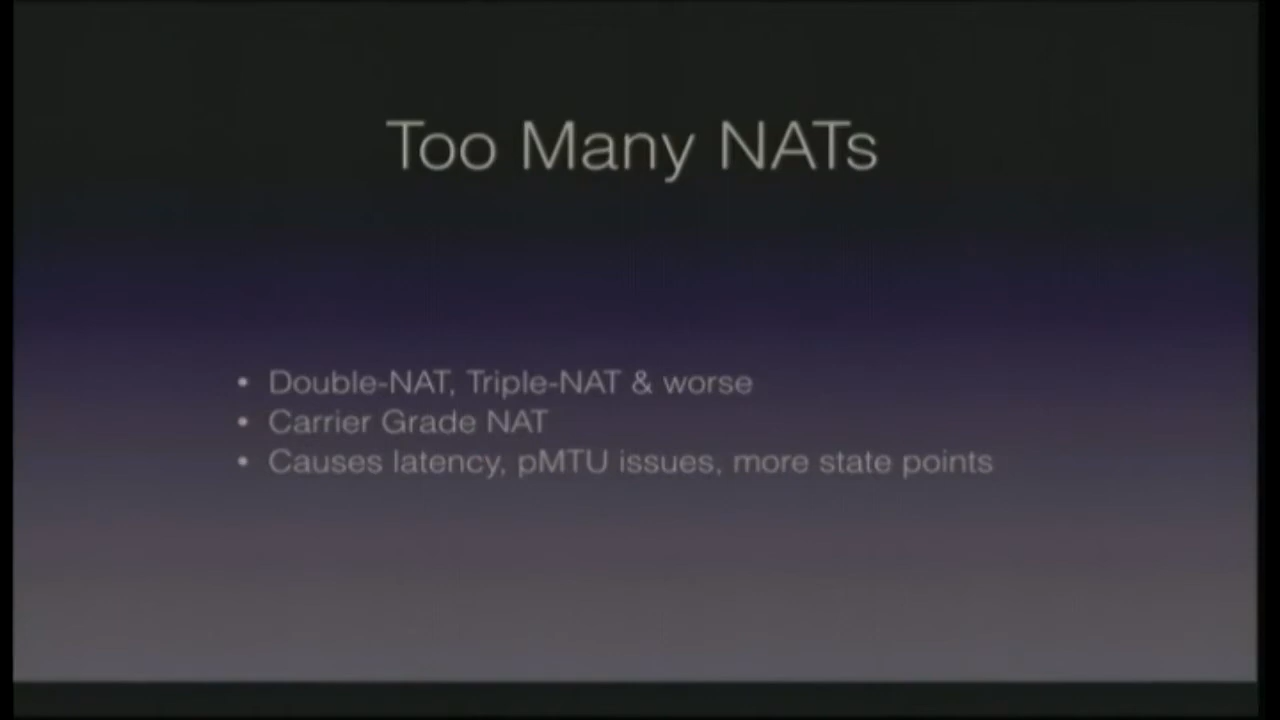 Too Many NATs
• Double-NAT, Triple-NAT & worse
• Carrier Grade NAT
• Causes latency, pMTU issues, more state points